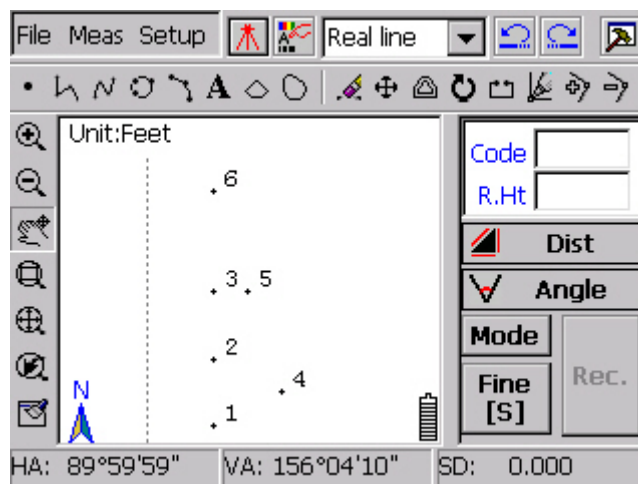 File Meas Setup Real line
A
Unit:Feet
Code
R.Ht
6
Dist
3 5
Angle
2
Mode
4
Fine
[S]
Rec.
N
1
HA: 89°59'59" VA: 156°04'10" SD: 0.000